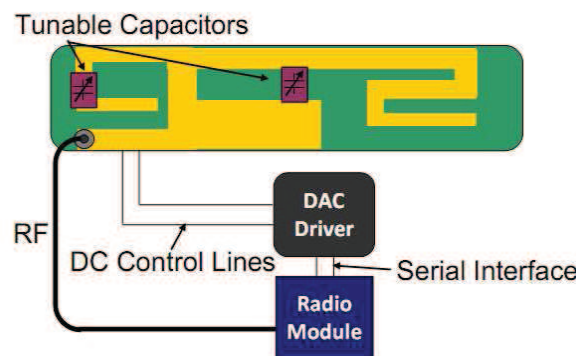 Tunable Capacitors
DAC
Driver
RF
DC Control Lines
Serial Interface
Radio
Module